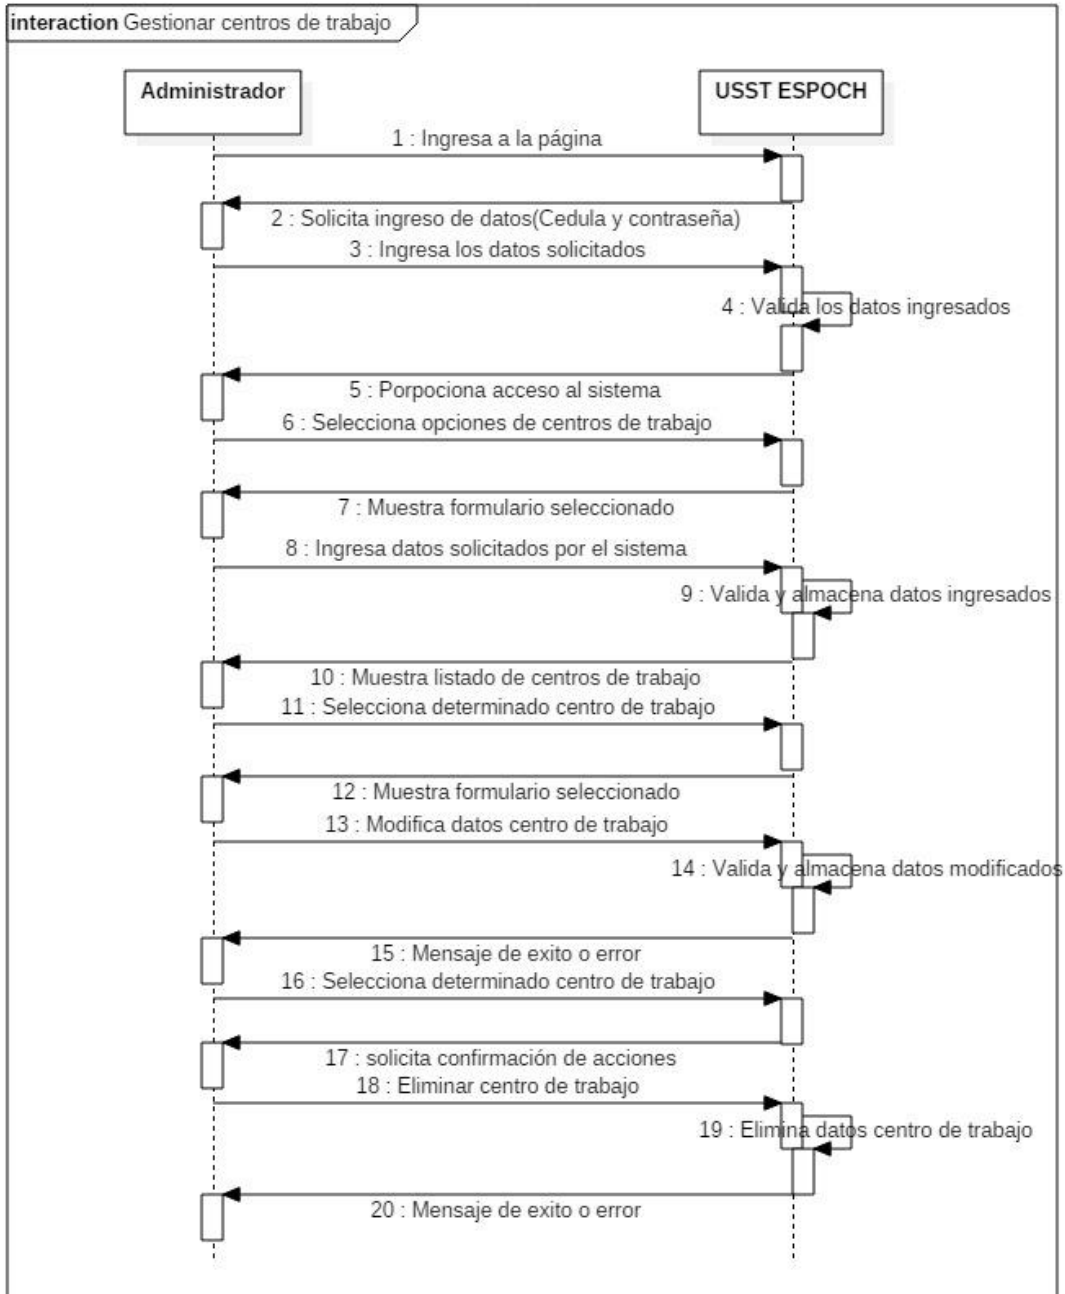 interaction Gestionar centros de trabajo
Administrador
USST ESPOCH
1 : Ingresa a la página
2 : Solicita ingreso de datos(Cedula y contraseña)
3 : Ingresa los datos solicitados
4 : Valida los datos ingresados
5 : Porpociona acceso al sistema
6 : Selecciona opciones de centros de trabajo
7 : Muestra formulario seleccionado
8 : Ingresa datos solicitados por el sistema
9 : Valida y almacena datos ingresados
10 : Muestra listado de centros de trabajo
11 : Selecciona determinado centro de trabajo
12 : Muestra formulario seleccionado
13 : Modifica datos centro de trabajo
14 : Valida y almacena datos modificados
15 : Mensaje de exito o error
16 : Selecciona determinado centro de trabajo
17 : solicita confirmación de acciones
18 : Eliminar centro de trabajo
19 : Elimina datos centro de trabajo
20 : Mensaje de exito o error